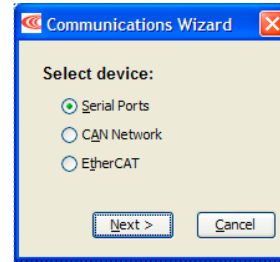 Communications Wizard
Select device:
Serial Ports
CAN Network
EtherCAT
Next >
Cancel